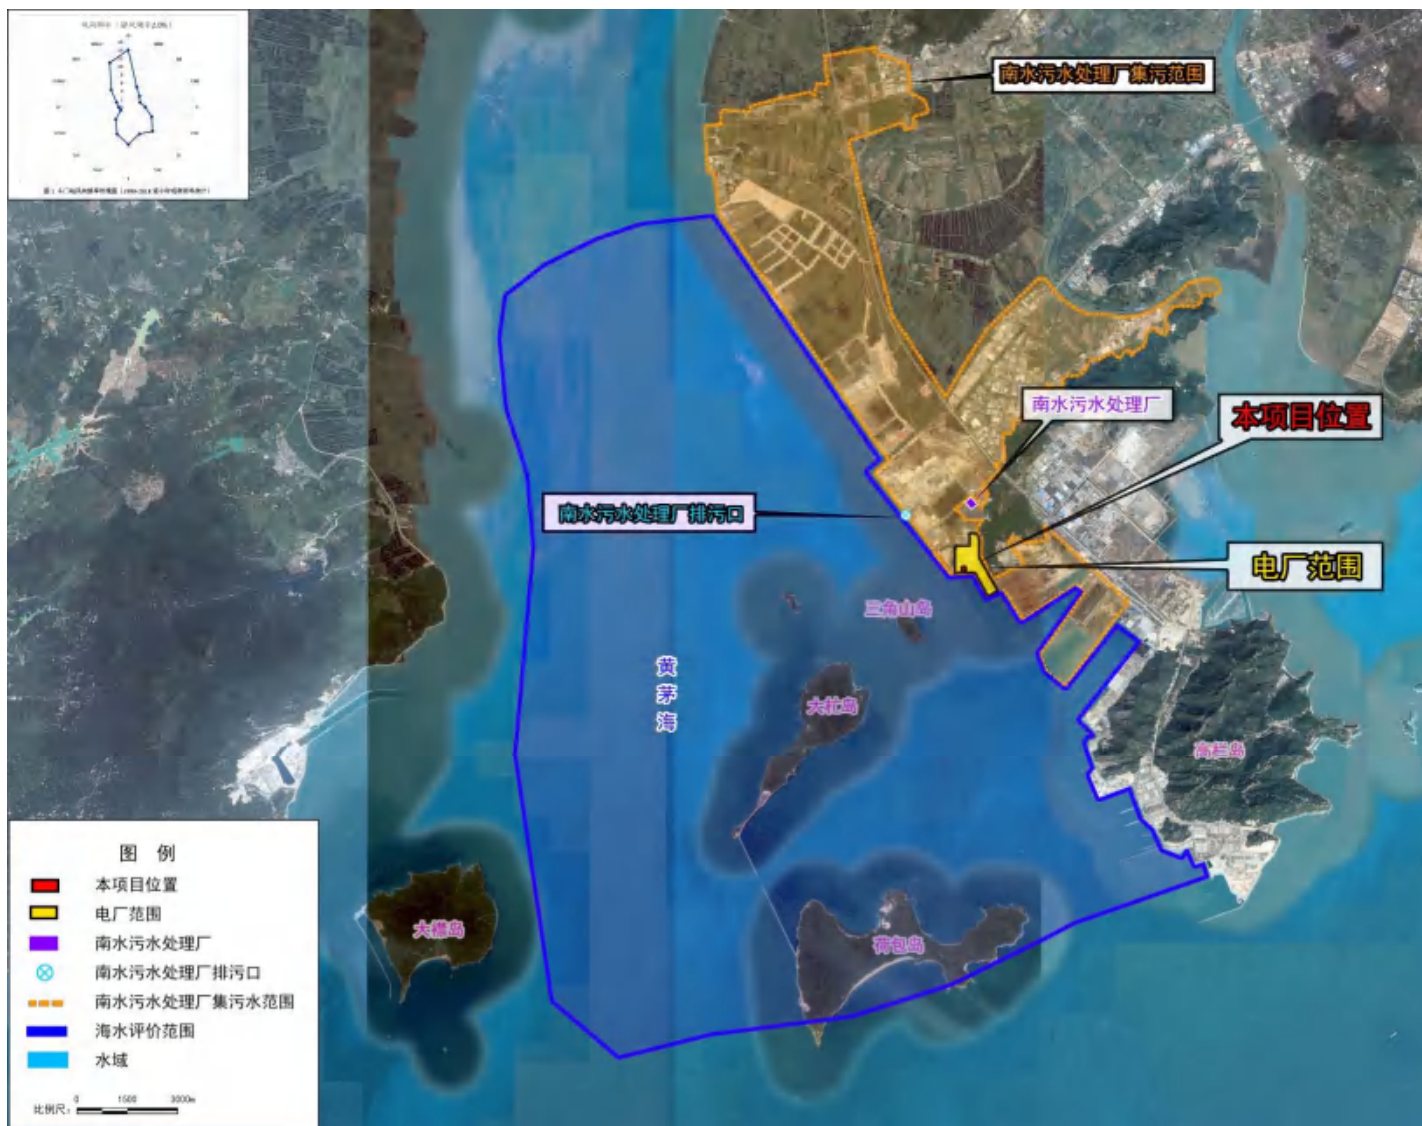 南水污水处理厂集污范围
南水污水处理厂
本项目位置
南水污水处理厂排污口
电厂范围
三角山岛
黄茅海
大杜岛
高栏岛
大襟岛
荷包岛
图 例
本项目位置
电厂范围
南水污水处理厂
南水污水处理厂排污口
南水污水处理厂集污水范围
海水评价范围
水域
比例尺:
0 1500 3000m